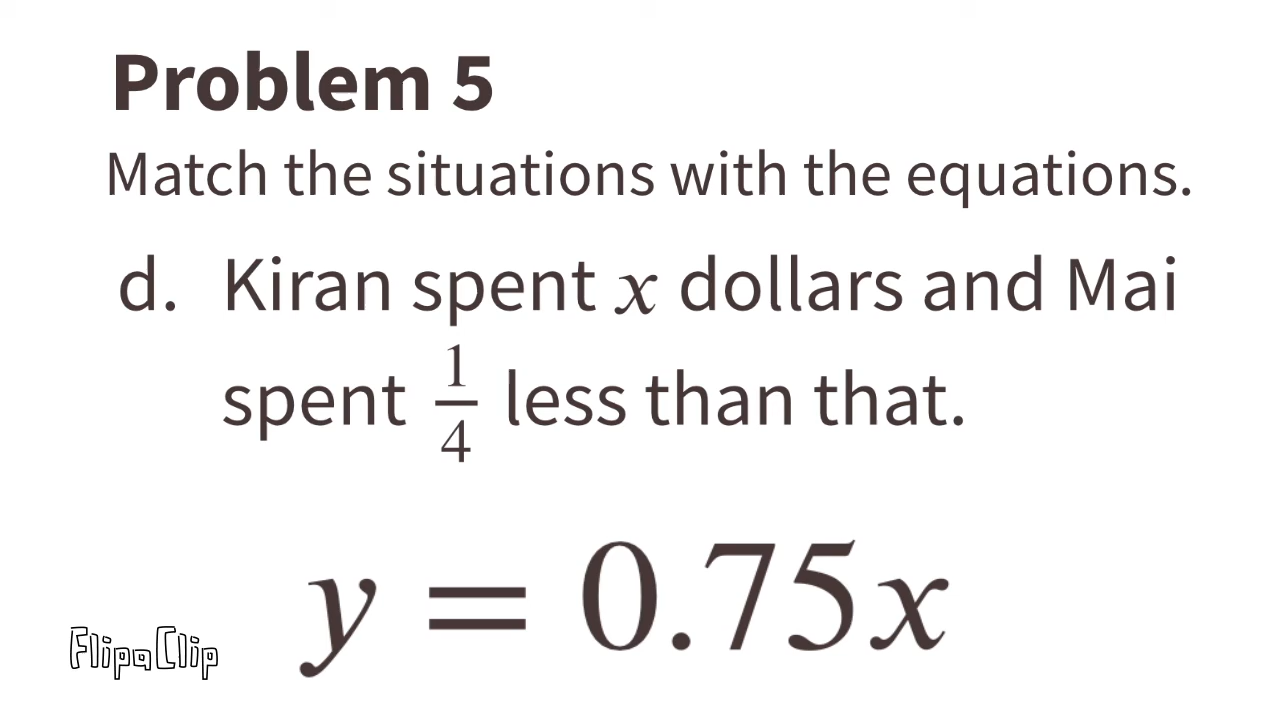 Problem 5
Match the situations with the equations.
d. Kiran spent x dollars and Mai
spent 1/4 less than that.
y = 0.75x
FlipaClip